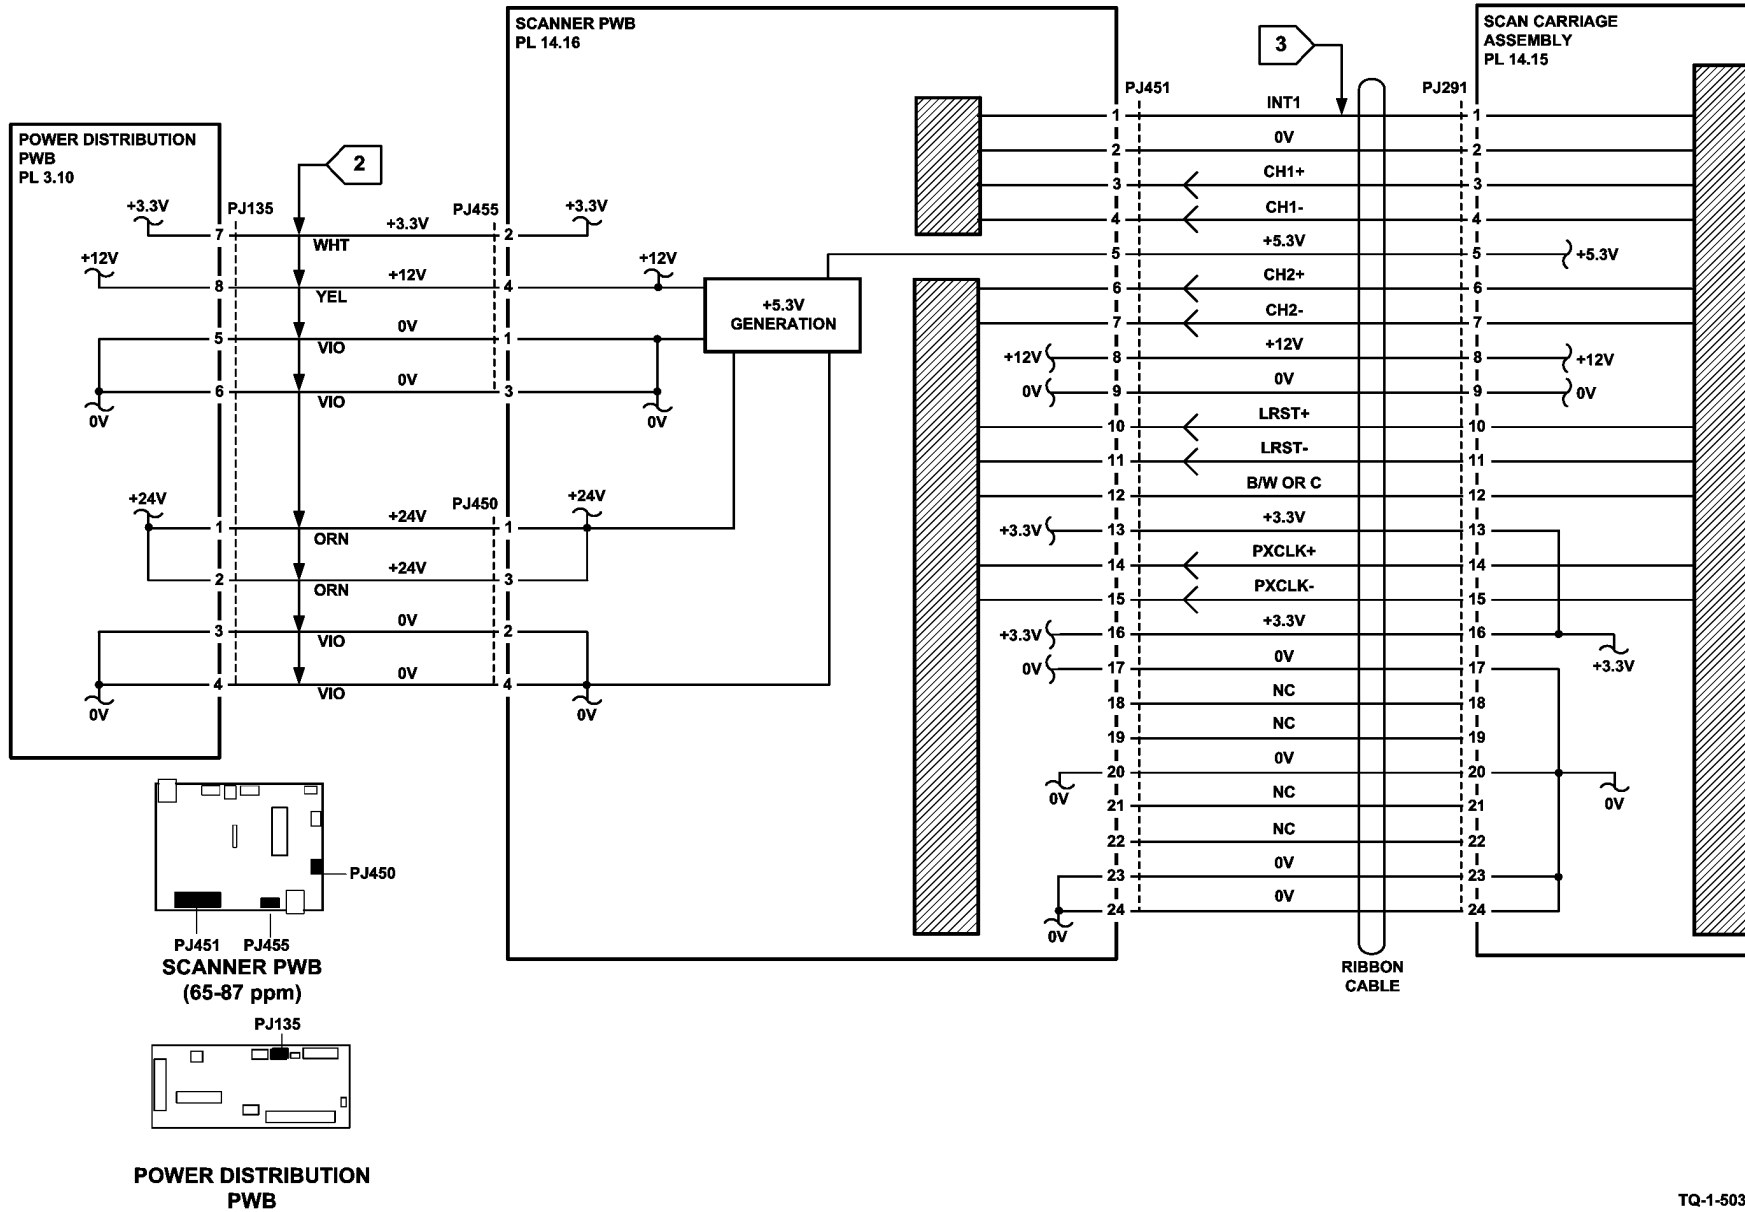 SCANNER PWB
PL 14.16
3
SCAN CARRIAGE
ASSEMBLY
PL 14.15
POWER DISTRIBUTION
PWB
PL 3.10
2
+3.3V
PJ135
7
WHT
+3.3V
PJ455
2
+3.3V
+12V
8
YEL
+12V
4
+12V
5
VIO
0V
1
6
VIO
0V
3
0V
0V
+5.3V
GENERATION
+24V
1
ORN
+24V
PJ450
1
+24V
2
ORN
+24V
3
3
VIO
0V
2
4
VIO
0V
4
0V
0V
PJ451
PJ291
1 INT1 1
2 0V 2
3 CH1+ 3
4 CH1- 4
5 +5.3V 5 +5.3V
6 CH2+ 6
7 CH2- 7
+12V 8 +12V 8 +12V
0V 9 0V 9 0V
10 LRST+ 10
11 LRST- 11
12 B/W OR C 12
+3.3V 13 +3.3V 13
14 PXCLK+ 14
15 PXCLK- 15
+3.3V 16 +3.3V 16 +3.3V
0V 17 0V 17
18 NC 18
19 NC 19
0V 20 0V 20 0V
21 NC 21
22 NC 22
23 0V 23
24 0V 24
0V
RIBBON
CABLE
PJ450
PJ451
PJ455
SCANNER PWB
(65-87 ppm)
PJ135
POWER DISTRIBUTION
PWB
TQ-1-503